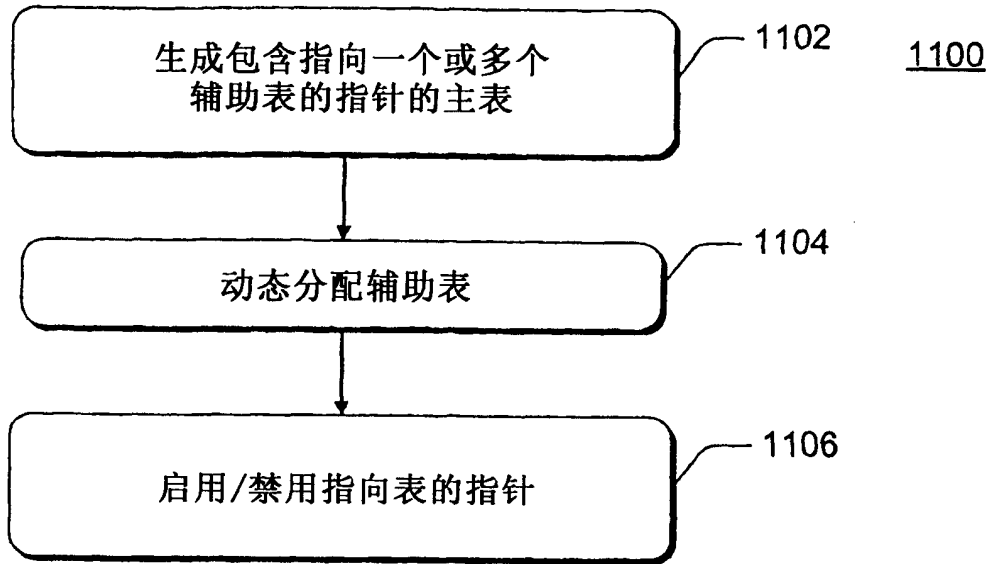 1100
生成包含指向一个或多个
辅助表的指针的主表
1102
动态分配辅助表
1104
启用/禁用指向表的指针
1106